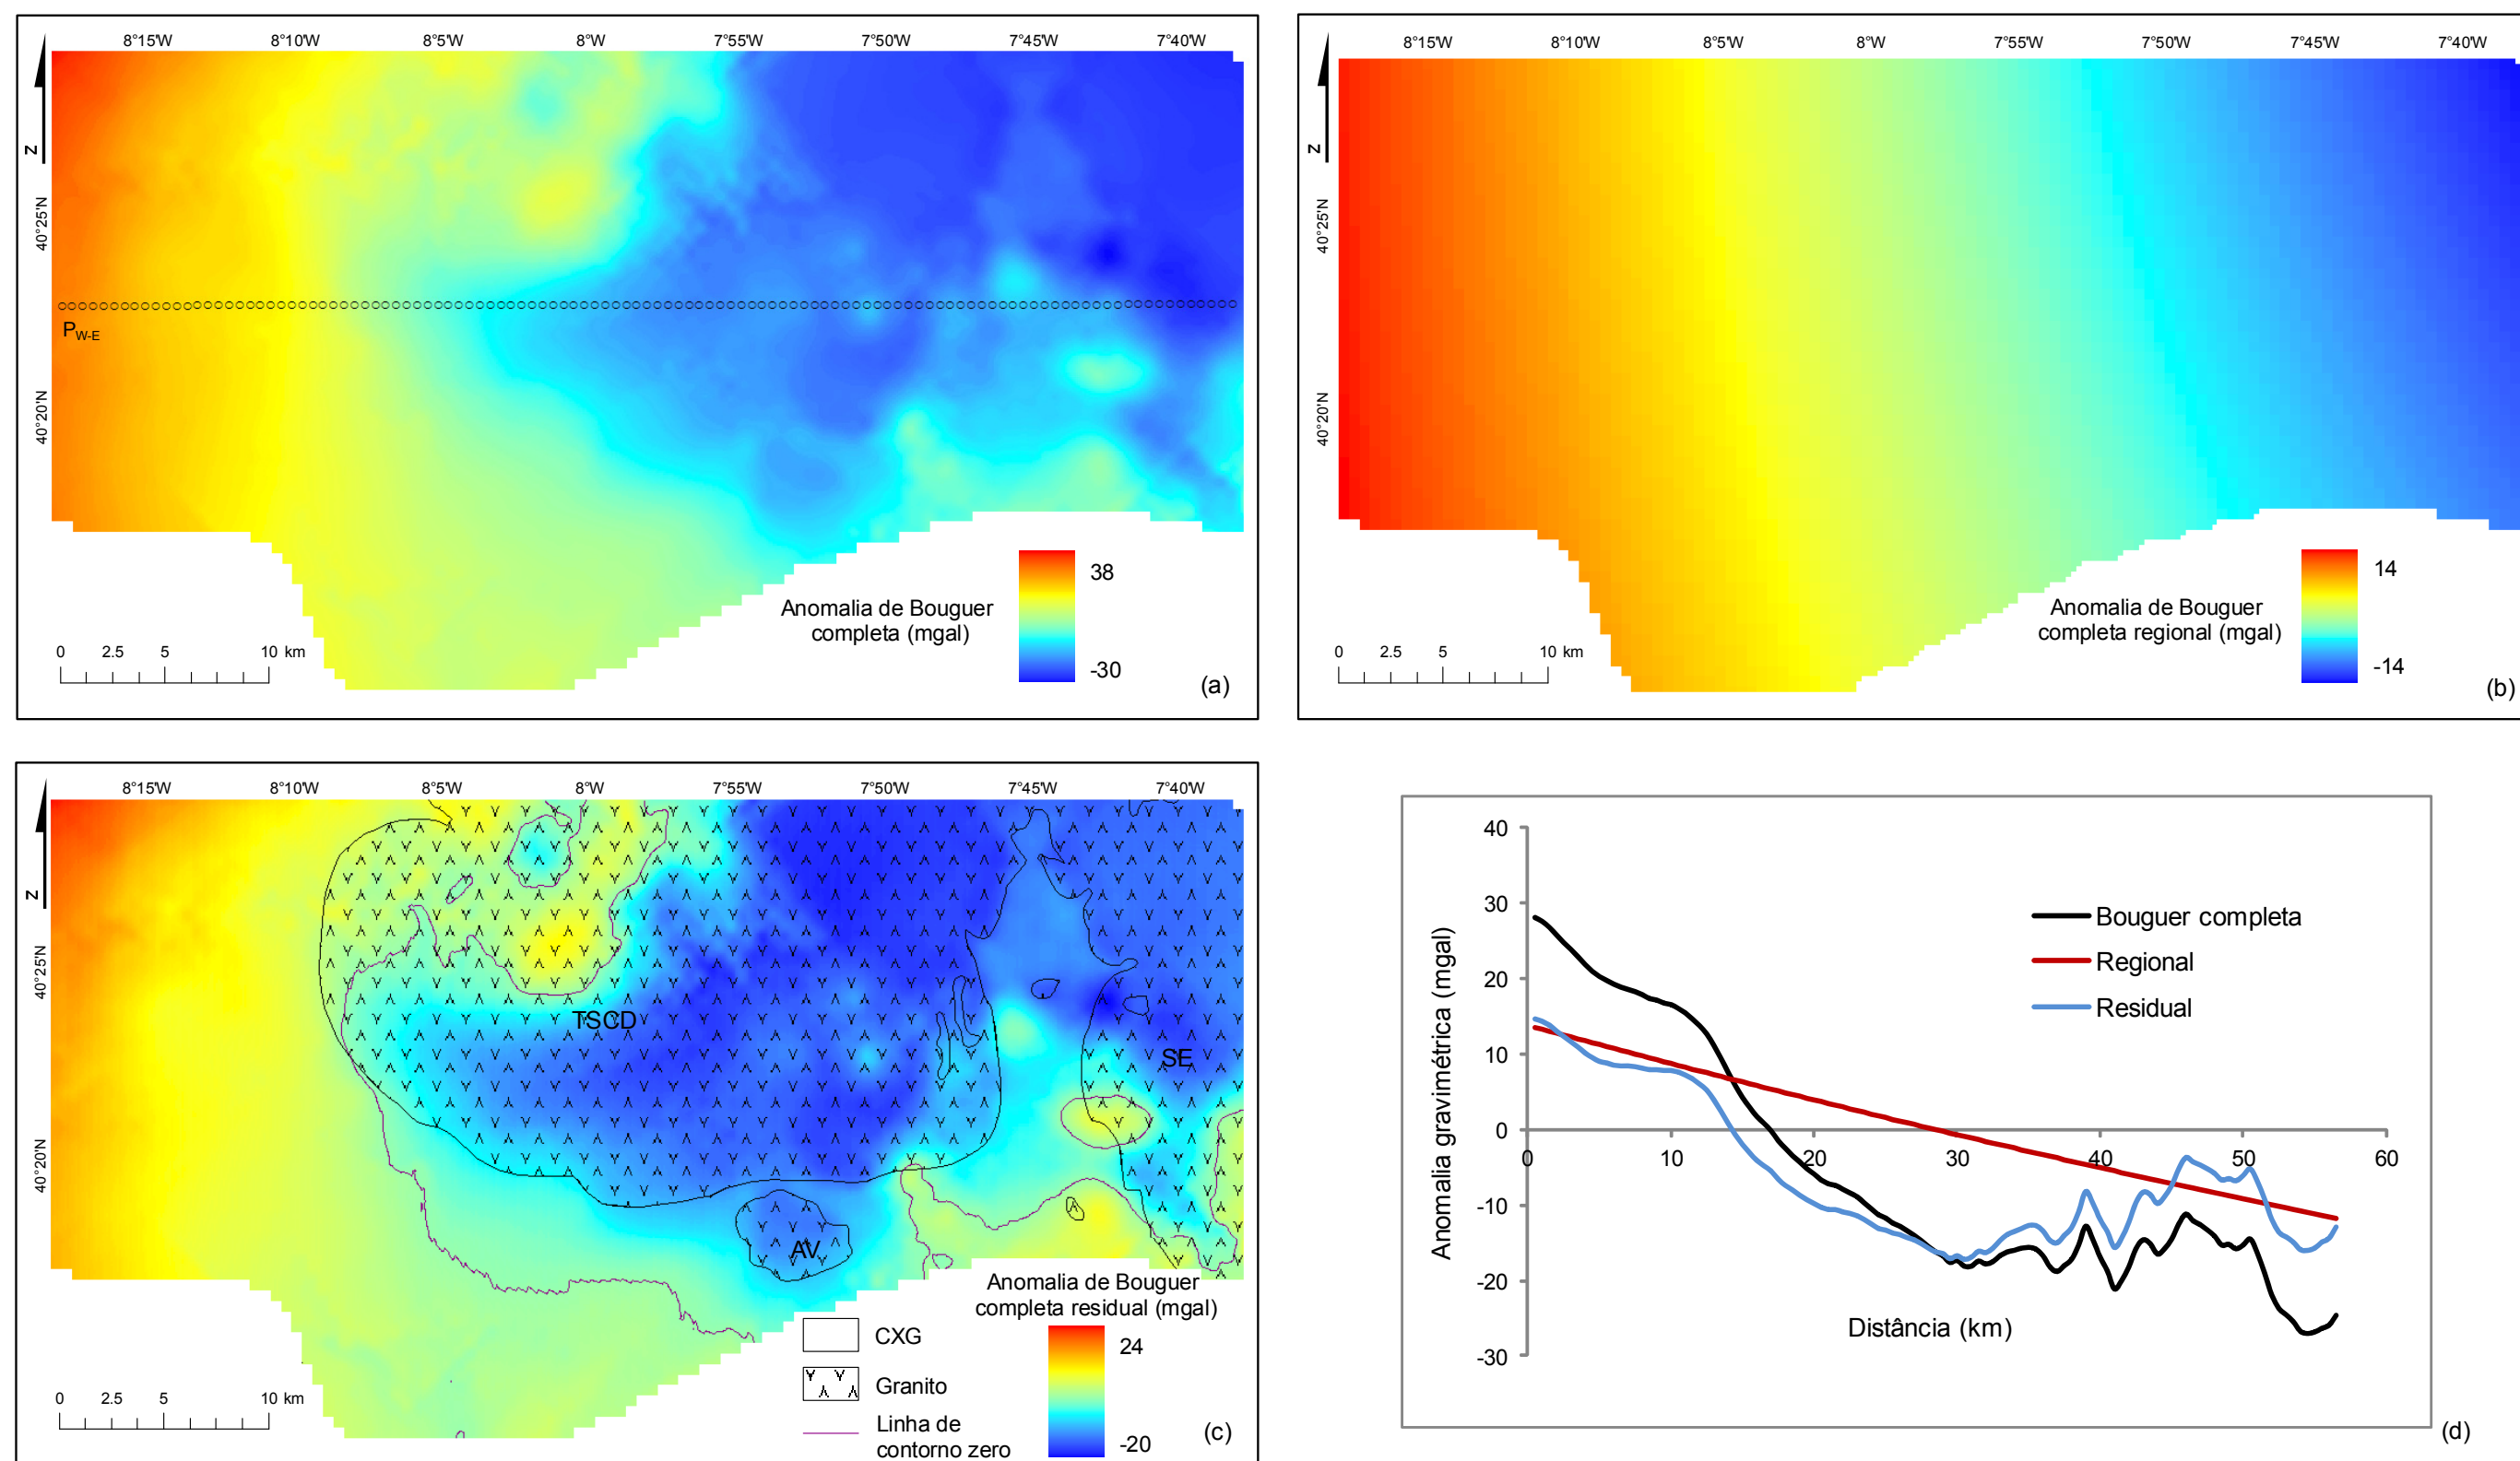 8°15'W 8°10'W 8°5'W 8°W 7°55'W 7°50'W 7°45'W 7°40'W
N
40°25'N
40°20'N
PW-E
Anomalia de Bouguer
completa (mgal)
38
-30
0 2.5 5 10 km
(a)
8°15'W 8°10'W 8°5'W 8°W 7°55'W 7°50'W 7°45'W 7°40'W
N
40°25'N
40°20'N
Anomalia de Bouguer
completa regional (mgal)
14
-14
0 2.5 5 10 km
(b)
8°15'W 8°10'W 8°5'W 8°W 7°55'W 7°50'W 7°45'W 7°40'W
N
40°25'N
40°20'N
TSCD
SE
AV
Anomalia de Bouguer
completa residual (mgal)
24
-20
CXG
Granito
Linha de
contorno zero
0 2.5 5 10 km
(c)
Anomalia gravimétrica (mgal)
40
30
20
10
0
-10
-20
-30
0 10 20 30 40 50 60
Distância (km)
Bouguer completa
Regional
Residual
(d)